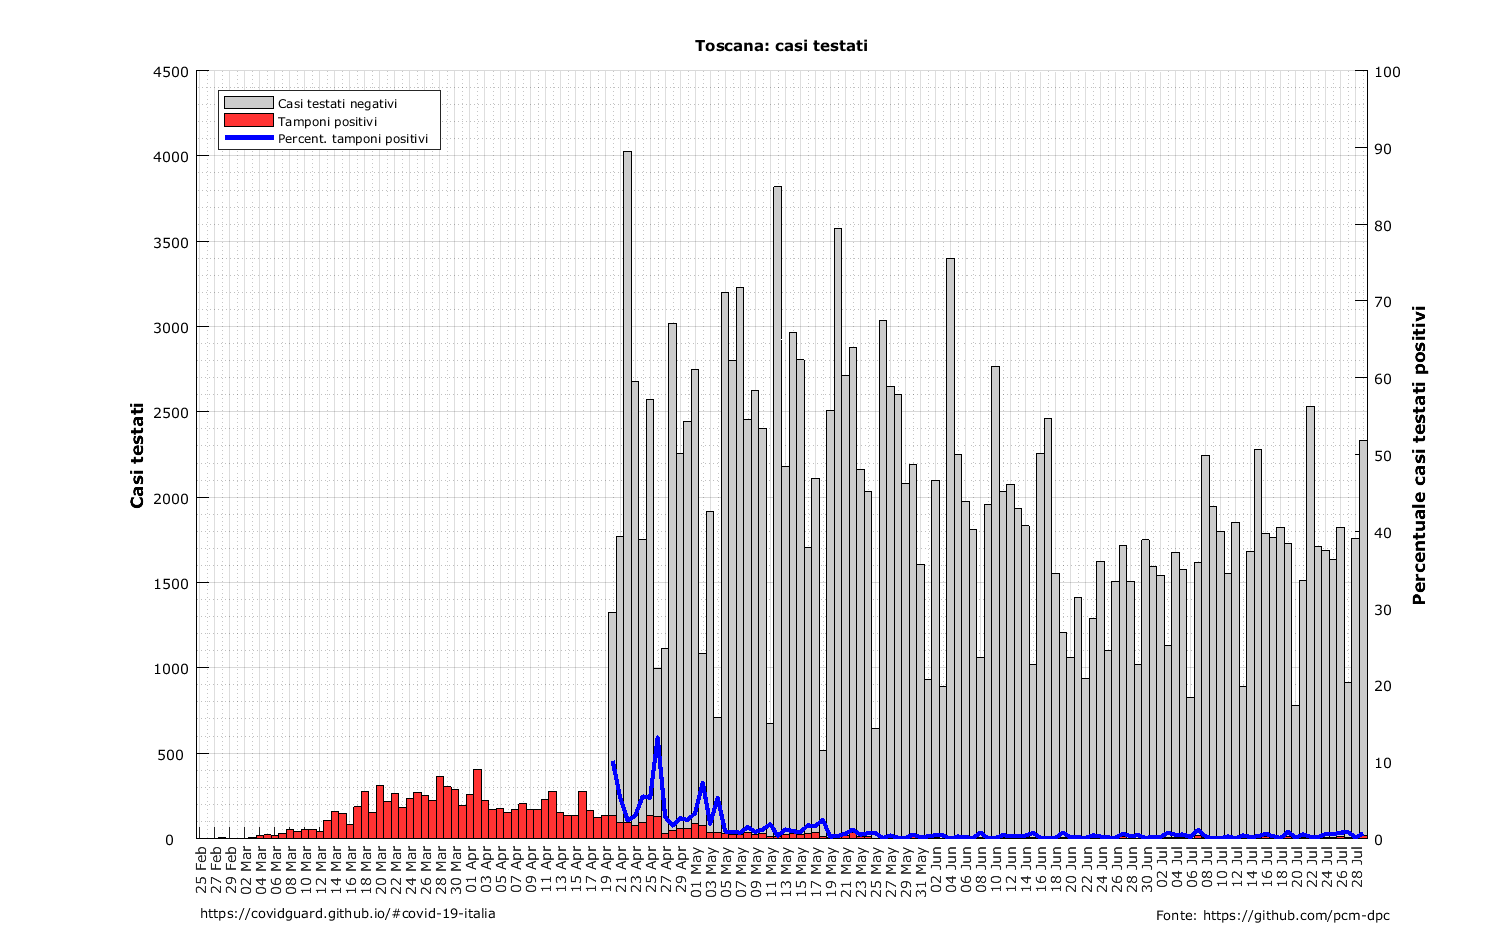 Toscana: casi testati
Casi testati negativi
Tamponi positivi
Percent. tamponi positivi
Casi testati
4500
4000
3500
3000
2500
2000
1500
1000
500
0
100
90
80
70
60
50
40
30
20
10
0
Percentuale casi testati positivi
25 Feb
27 Feb
29 Feb
02 Mar
04 Mar
06 Mar
08 Mar
10 Mar
12 Mar
14 Mar
16 Mar
18 Mar
20 Mar
22 Mar
24 Mar
26 Mar
28 Mar
30 Mar
01 Apr
03 Apr
05 Apr
07 Apr
09 Apr
11 Apr
13 Apr
15 Apr
17 Apr
19 Apr
21 Apr
23 Apr
25 Apr
27 Apr
29 Apr
01 May
03 May
05 May
07 May
09 May
11 May
13 May
15 May
17 May
19 May
21 May
23 May
25 May
27 May
29 May
31 May
02 Jun
04 Jun
06 Jun
08 Jun
10 Jun
12 Jun
14 Jun
16 Jun
18 Jun
20 Jun
22 Jun
24 Jun
26 Jun
28 Jun
30 Jun
02 Jul
04 Jul
06 Jul
08 Jul
10 Jul
12 Jul
14 Jul
16 Jul
18 Jul
20 Jul
22 Jul
24 Jul
26 Jul
28 Jul
https://covidguard.github.io/#covid-19-italia
Fonte: https://github.com/pcm-dpc